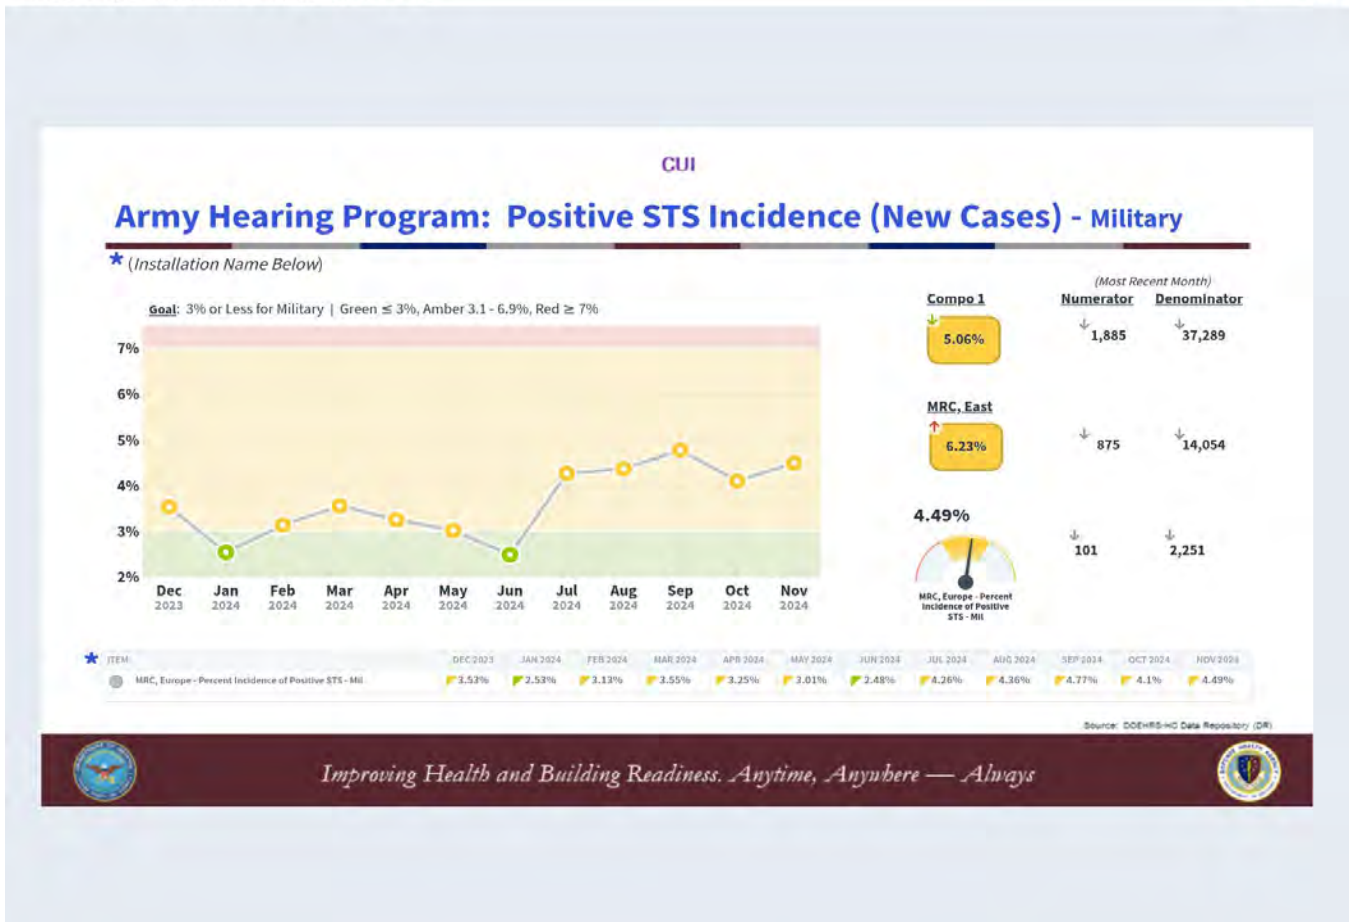 CUI
Army Hearing Program: Positive STS Incidence (New Cases) - Military
* (Installation Name Below)
(Most Recent Month)
Goal: 3% or Less for Military | Green ≤ 3%, Amber 3.1 - 6.9%, Red ≥ 7%
Compo 1 Numerator Denominator
5.06% 1,885 37,289
MRC, East
6.23% 875 14,054
4.49%
101 2,251
MRC, Europe - Percent
Incidence of Positive
STS - Mil
7%
6%
5%
4%
3%
2%
Dec Jan Feb Mar Apr May Jun Jul Aug Sep Oct Nov
2023 2024 2024 2024 2024 2024 2024 2024 2024 2024 2024 2024
* ITEM DEC 2023 JAN 2024 FEB 2024 MAR 2024 APR 2024 MAY 2024 JUN 2024 JUL 2024 AUG 2024 SEP 2024 OCT 2024 NOV 2024
MRC, Europe - Percent Incidence of Positive STS - Mil 3.53% 2.53% 3.13% 3.55% 3.25% 3.01% 2.48% 4.26% 4.36% 4.77% 4.1% 4.49%
Source: DOEHRS-HC Data Repository (DR)
Improving Health and Building Readiness. Anytime, Anywhere — Always